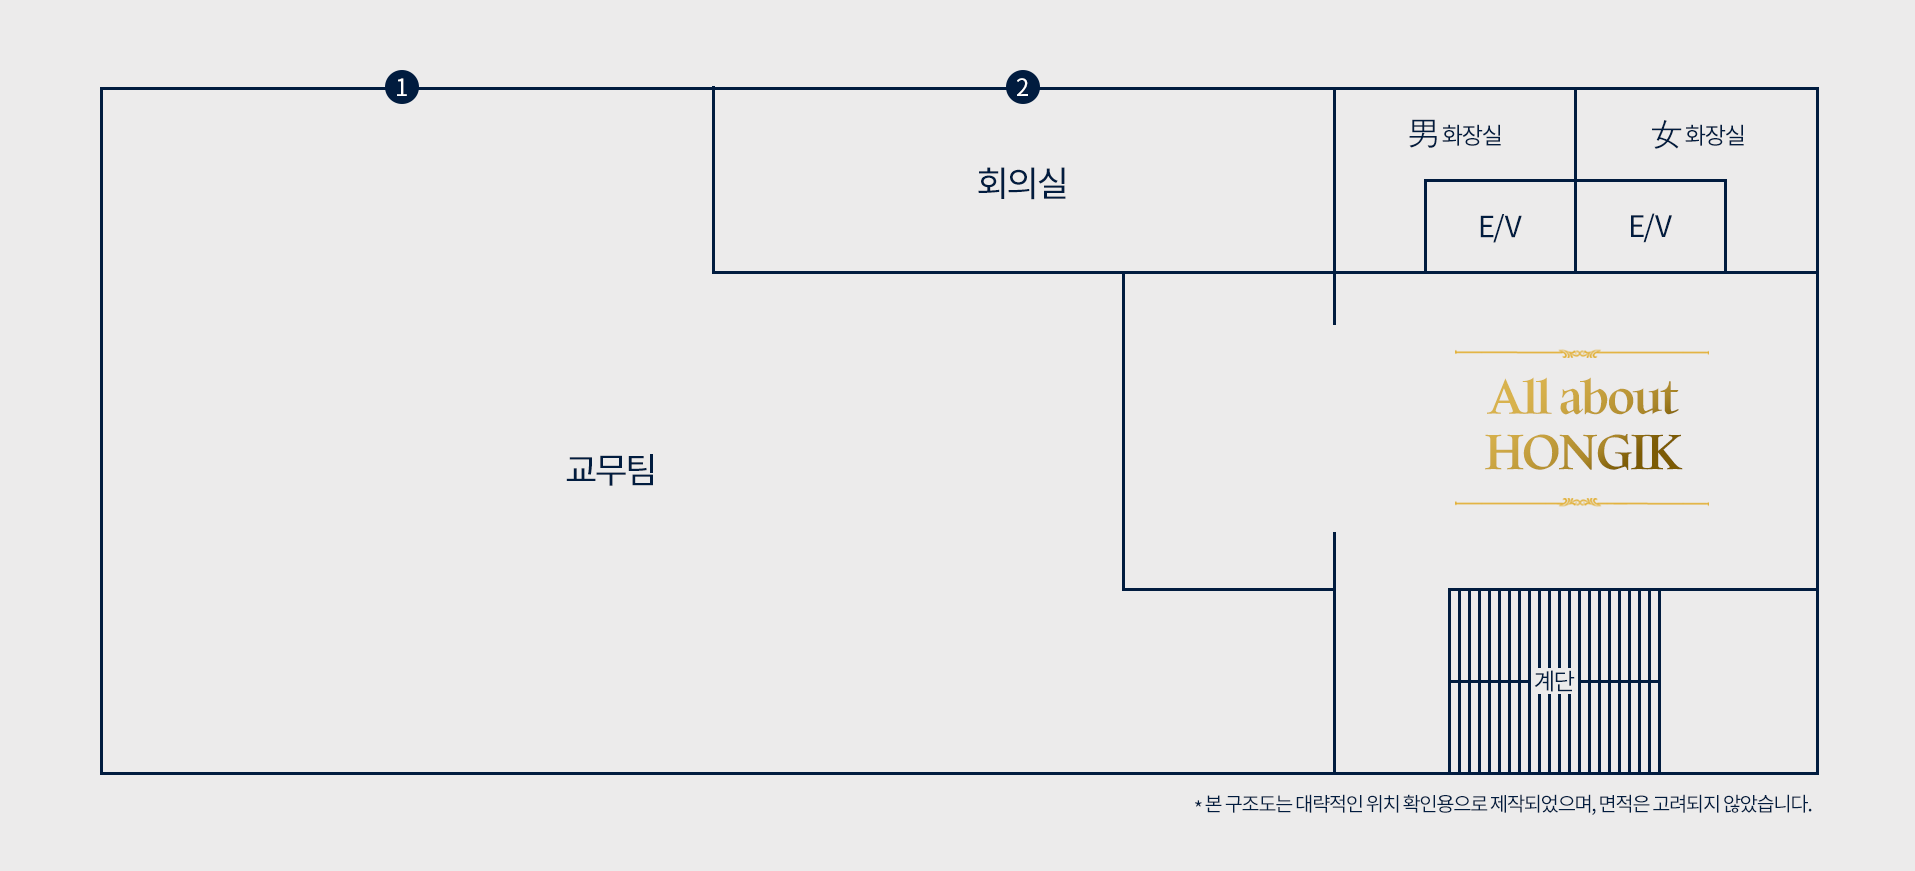 1
2
男 화장실
女 화장실
회의실
E/V
E/V
All about
HONGIK
교무팀
계단
* 본 구조도는 대략적인 위치 확인용으로 제작되었으며, 면적은 고려되지 않았습니다.